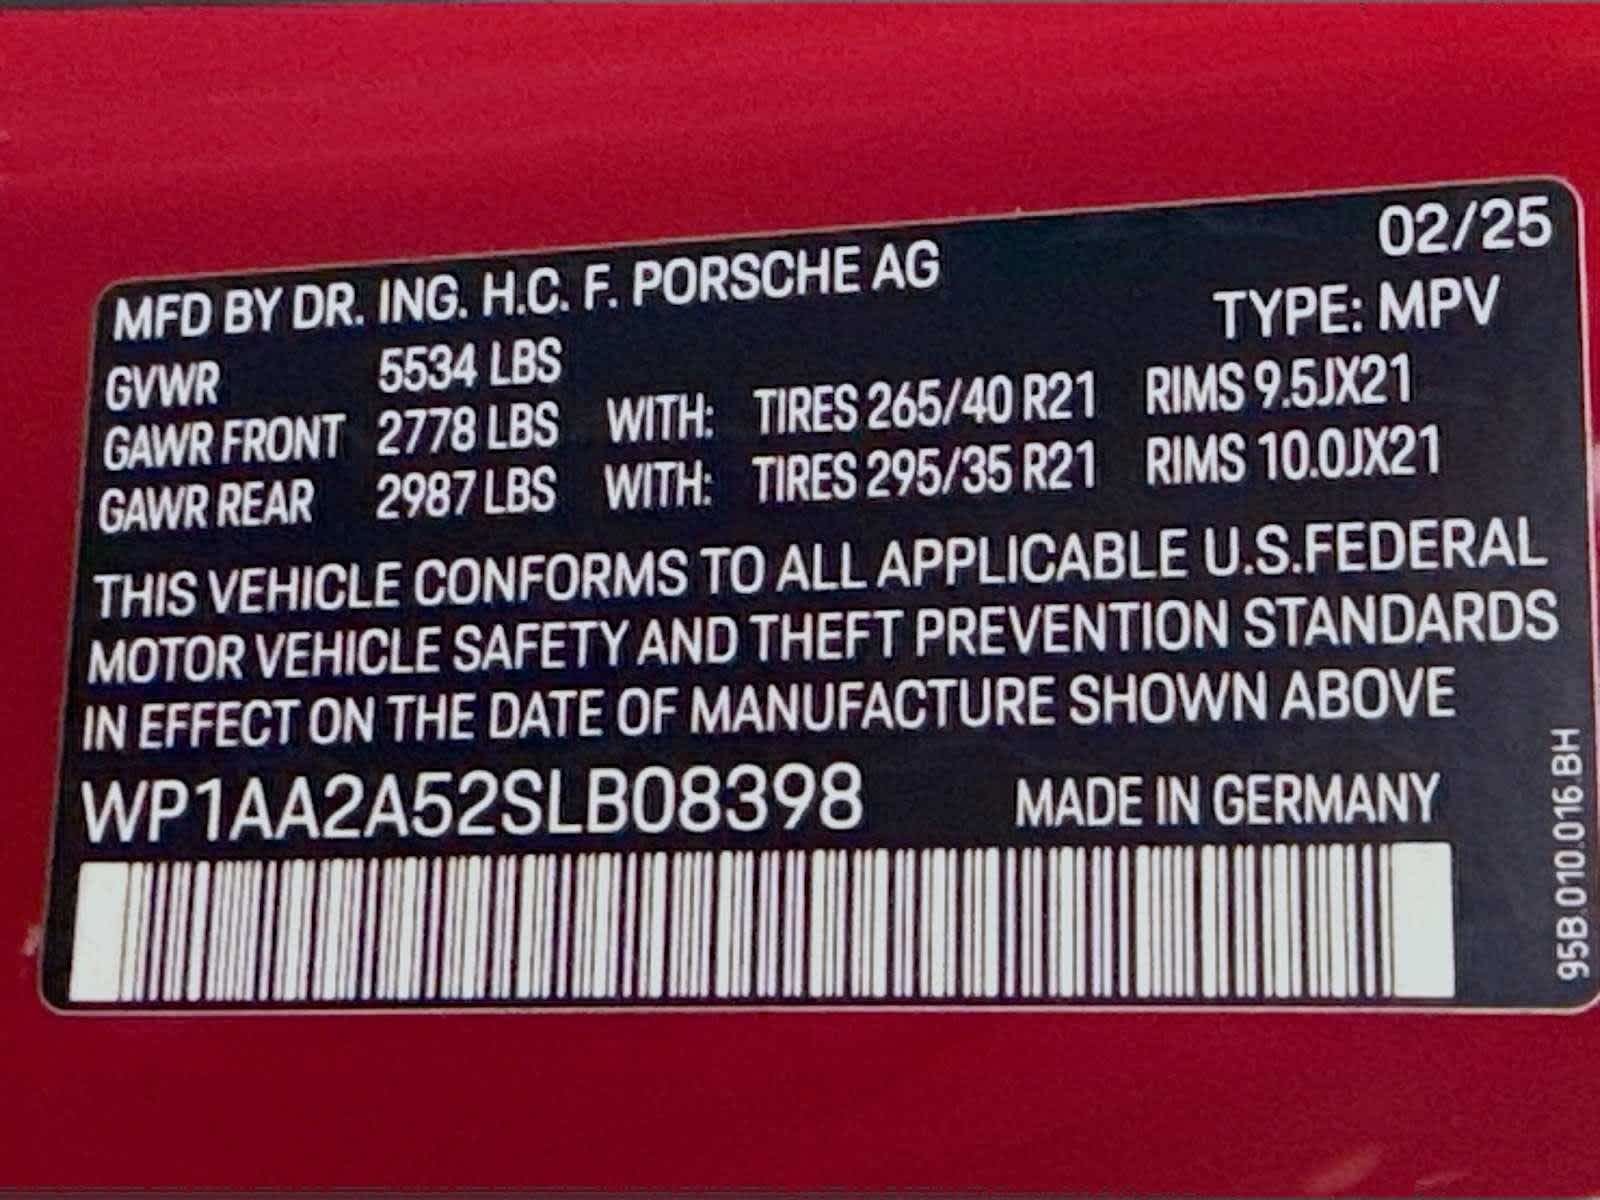 02/25
MFD BY DR. ING. H.C. F. PORSCHE AG
TYPE: MPV
GVWR 5534 LBS
GAWR FRONT 2778 LBS WITH: TIRES 265/40 R21 RIMS 9.5JX21
GAWR REAR 2987 LBS WITH: TIRES 295/35 R21 RIMS 10.0JX21
THIS VEHICLE CONFORMS TO ALL APPLICABLE U.S.FEDERAL
MOTOR VEHICLE SAFETY AND THEFT PREVENTION STANDARDS
IN EFFECT ON THE DATE OF MANUFACTURE SHOWN ABOVE
WP1AA2A52SLB08398 MADE IN GERMANY
95B.010.016.BH